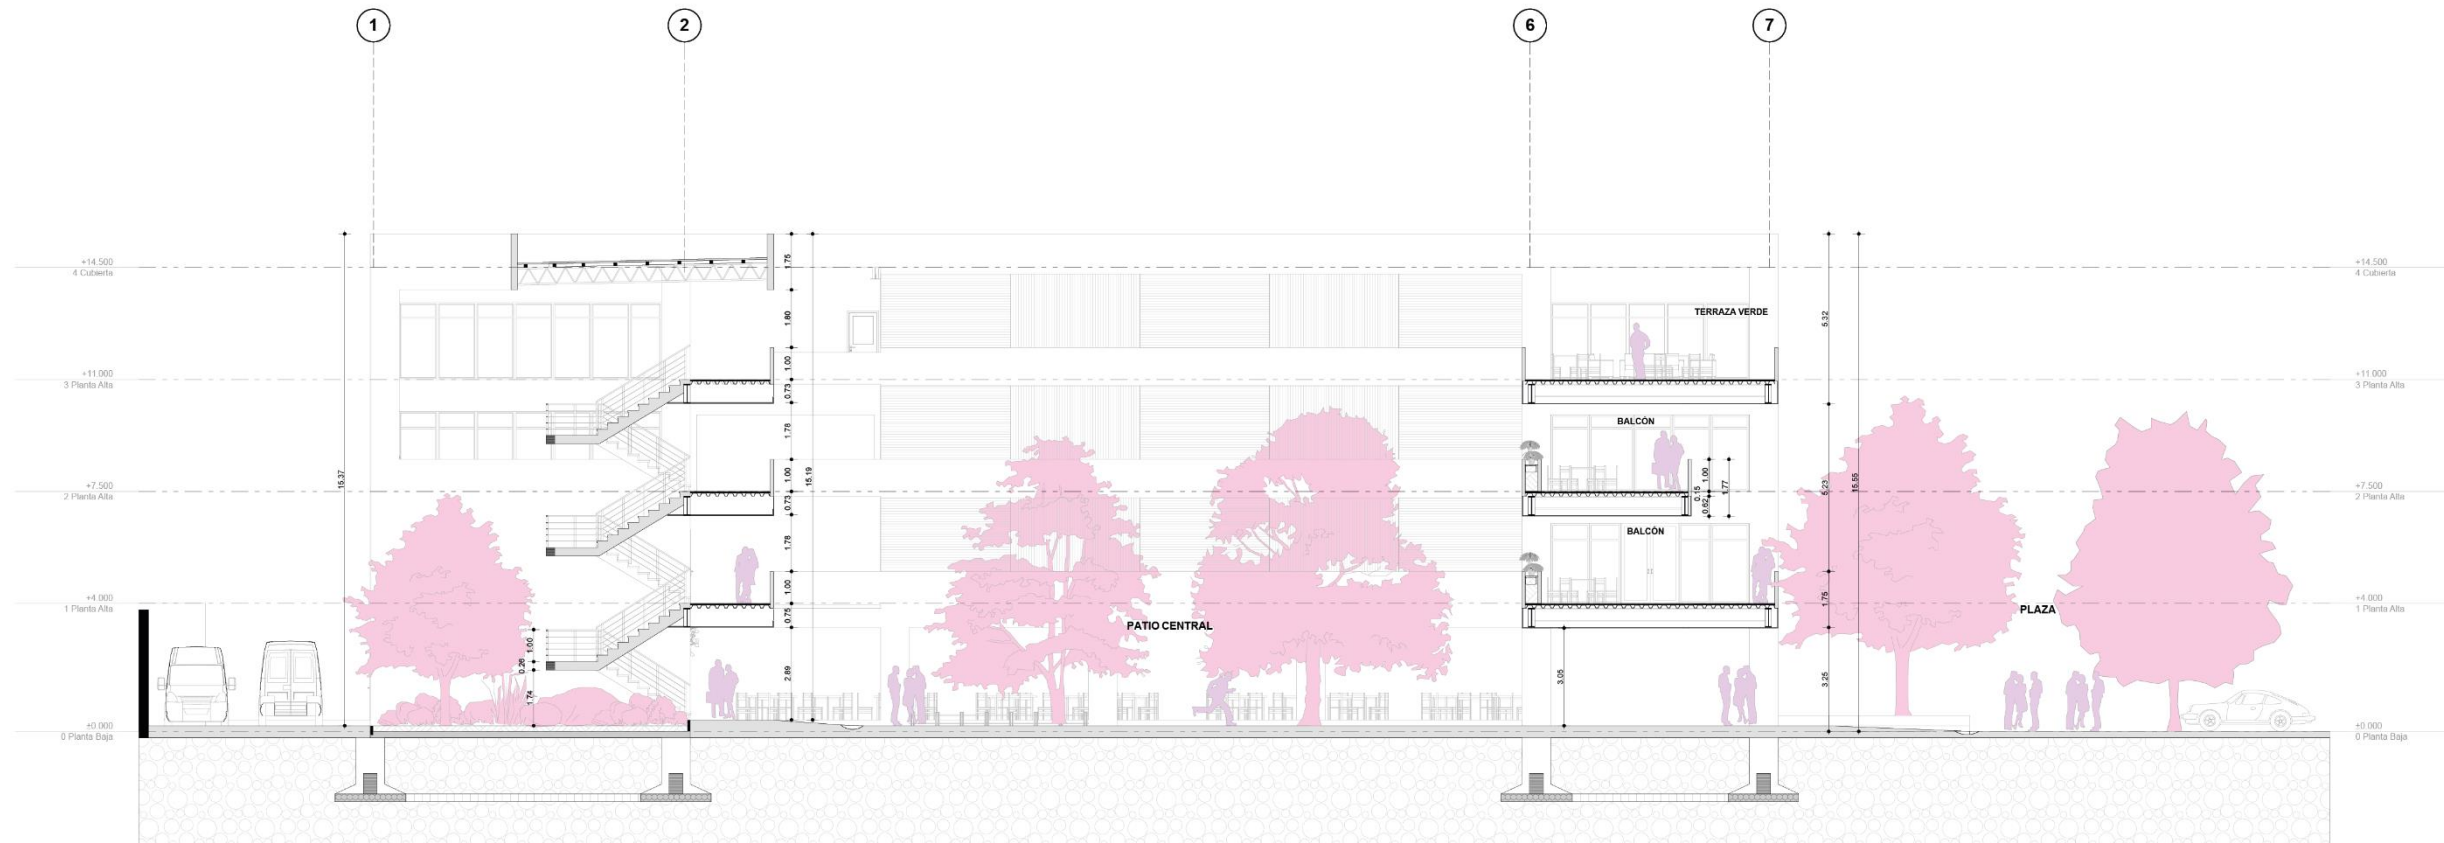 1
2
6
7
+14.500
4 Cubierta
+14.500
4 Cubierta
1.75
TERRAZA VERDE
1.80
5.32
1.00
+11.000
3 Planta Alta
+11.000
3 Planta Alta
0.73
BALCÓN
1.78
15.37
15.19
1.00
1.00
1.77
5.23
15.55
+7.500
2 Planta Alta
+7.500
2 Planta Alta
0.15
0.73
0.62
BALCÓN
1.78
1.00
+4.000
1 Planta Alta
1.75
+4.000
1 Planta Alta
PLAZA
0.75
PATIO CENTRAL
1.00
0.26
2.89
3.05
3.25
1.74
±0.000
0 Planta Baja
±0.000
0 Planta Baja